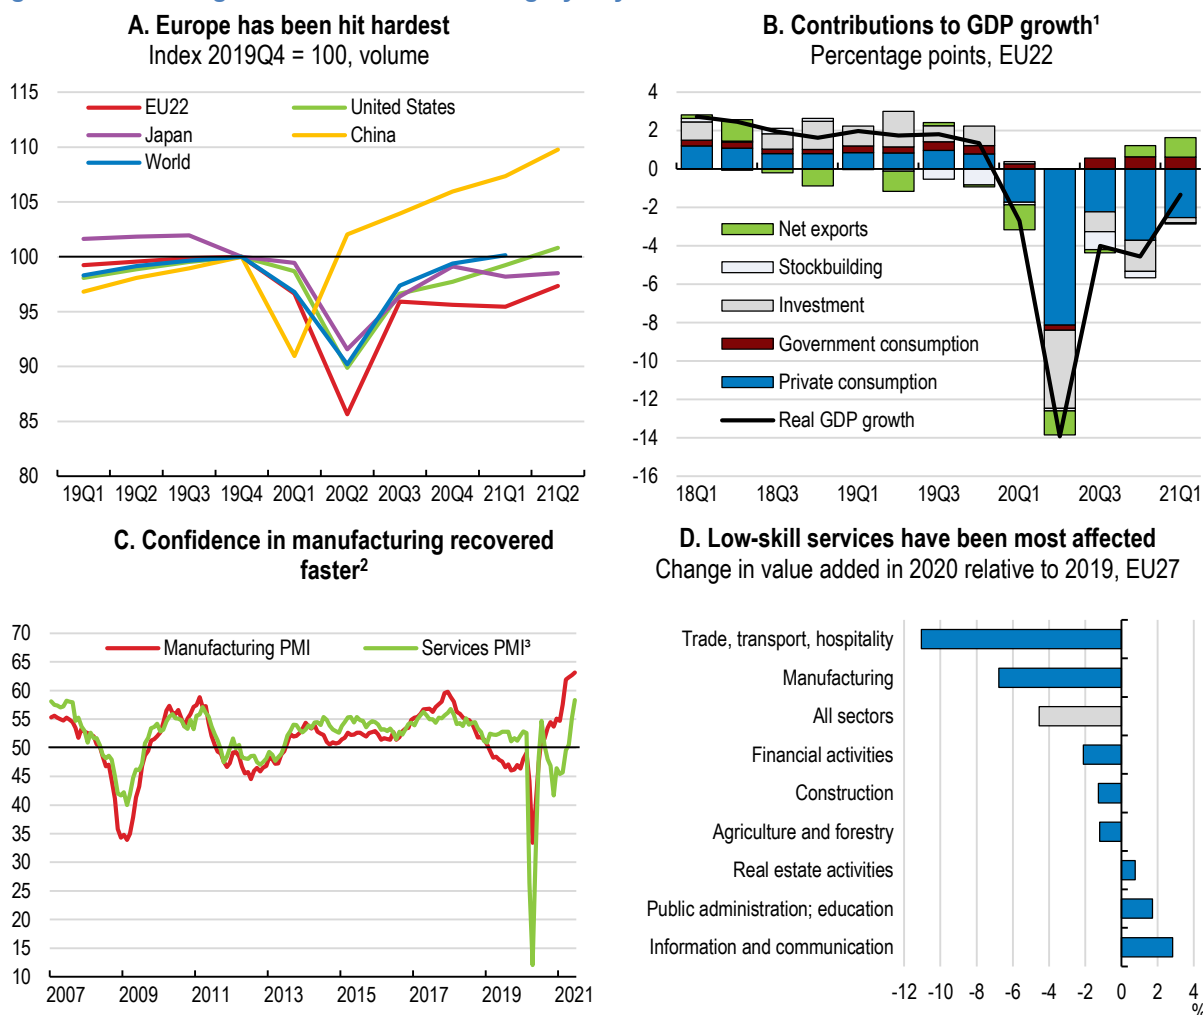 A. Europe has been hit hardest
Index 2019Q4 = 100, volume
115
110
105
100
95
90
85
80
EU22
United States
Japan
China
World
19Q1 19Q2 19Q3 19Q4 20Q1 20Q2 20Q3 20Q4 21Q1 21Q2
B. Contributions to GDP growth¹
Percentage points, EU22
4
2
0
-2
-4
-6
-8
-10
-12
-14
-16
Net exports
Stockbuilding
Investment
Government consumption
Private consumption
Real GDP growth
18Q1 18Q3 19Q1 19Q3 20Q1 20Q3 21Q1
C. Confidence in manufacturing recovered
faster²
70
65
60
55
50
45
40
35
30
25
20
15
10
Manufacturing PMI
Services PMI³
2007 2009 2011 2013 2015 2017 2019 2021
D. Low-skill services have been most affected
Change in value added in 2020 relative to 2019, EU27
Trade, transport, hospitality
Manufacturing
All sectors
Financial activities
Construction
Agriculture and forestry
Real estate activities
Public administration; education
Information and communication
-12 -10 -8 -6 -4 -2 0 2 4
%